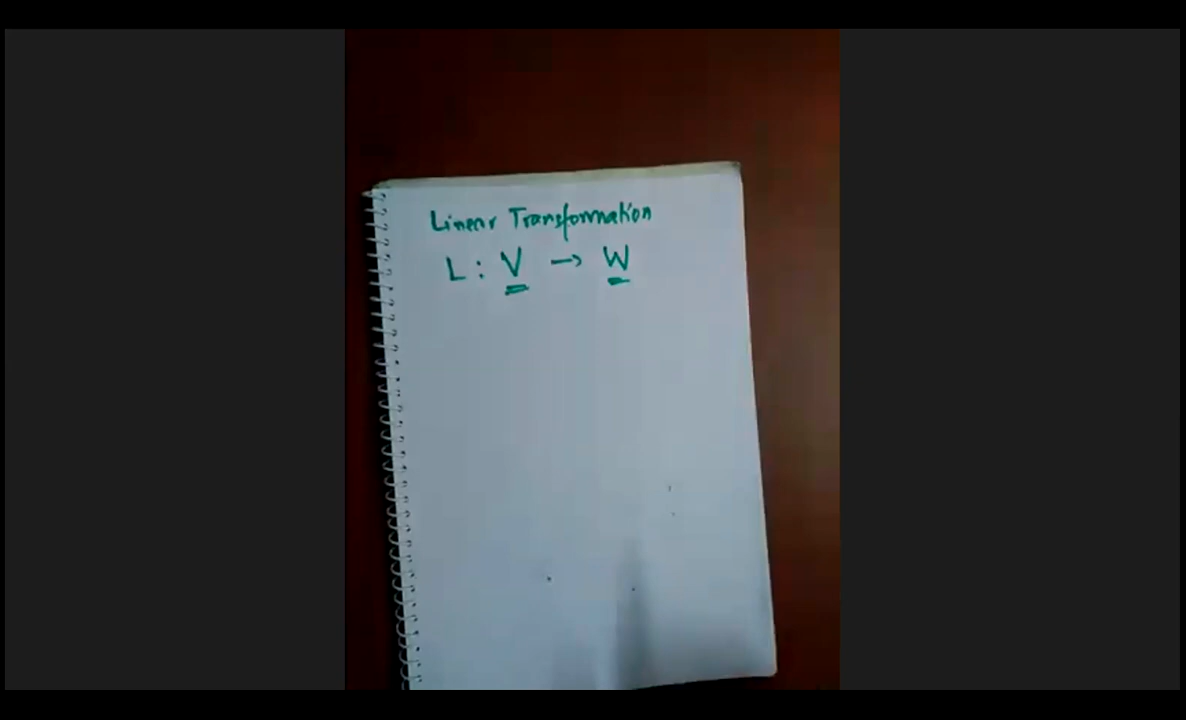 Linear Transformation
L : V → W